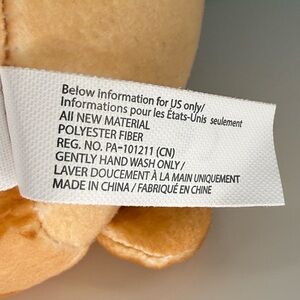 Below information for US only/
Informations pour les États-Unis seulement
All NEW MATERIAL
POLYESTER FIBER
REG. NO. PA-101211 (CN)
GENTLY HAND WASH ONLY/
LAVER DOUCEMENT À LA MAIN UNIQUEMENT
MADE IN CHINA / FABRIQUÉ EN CHINE